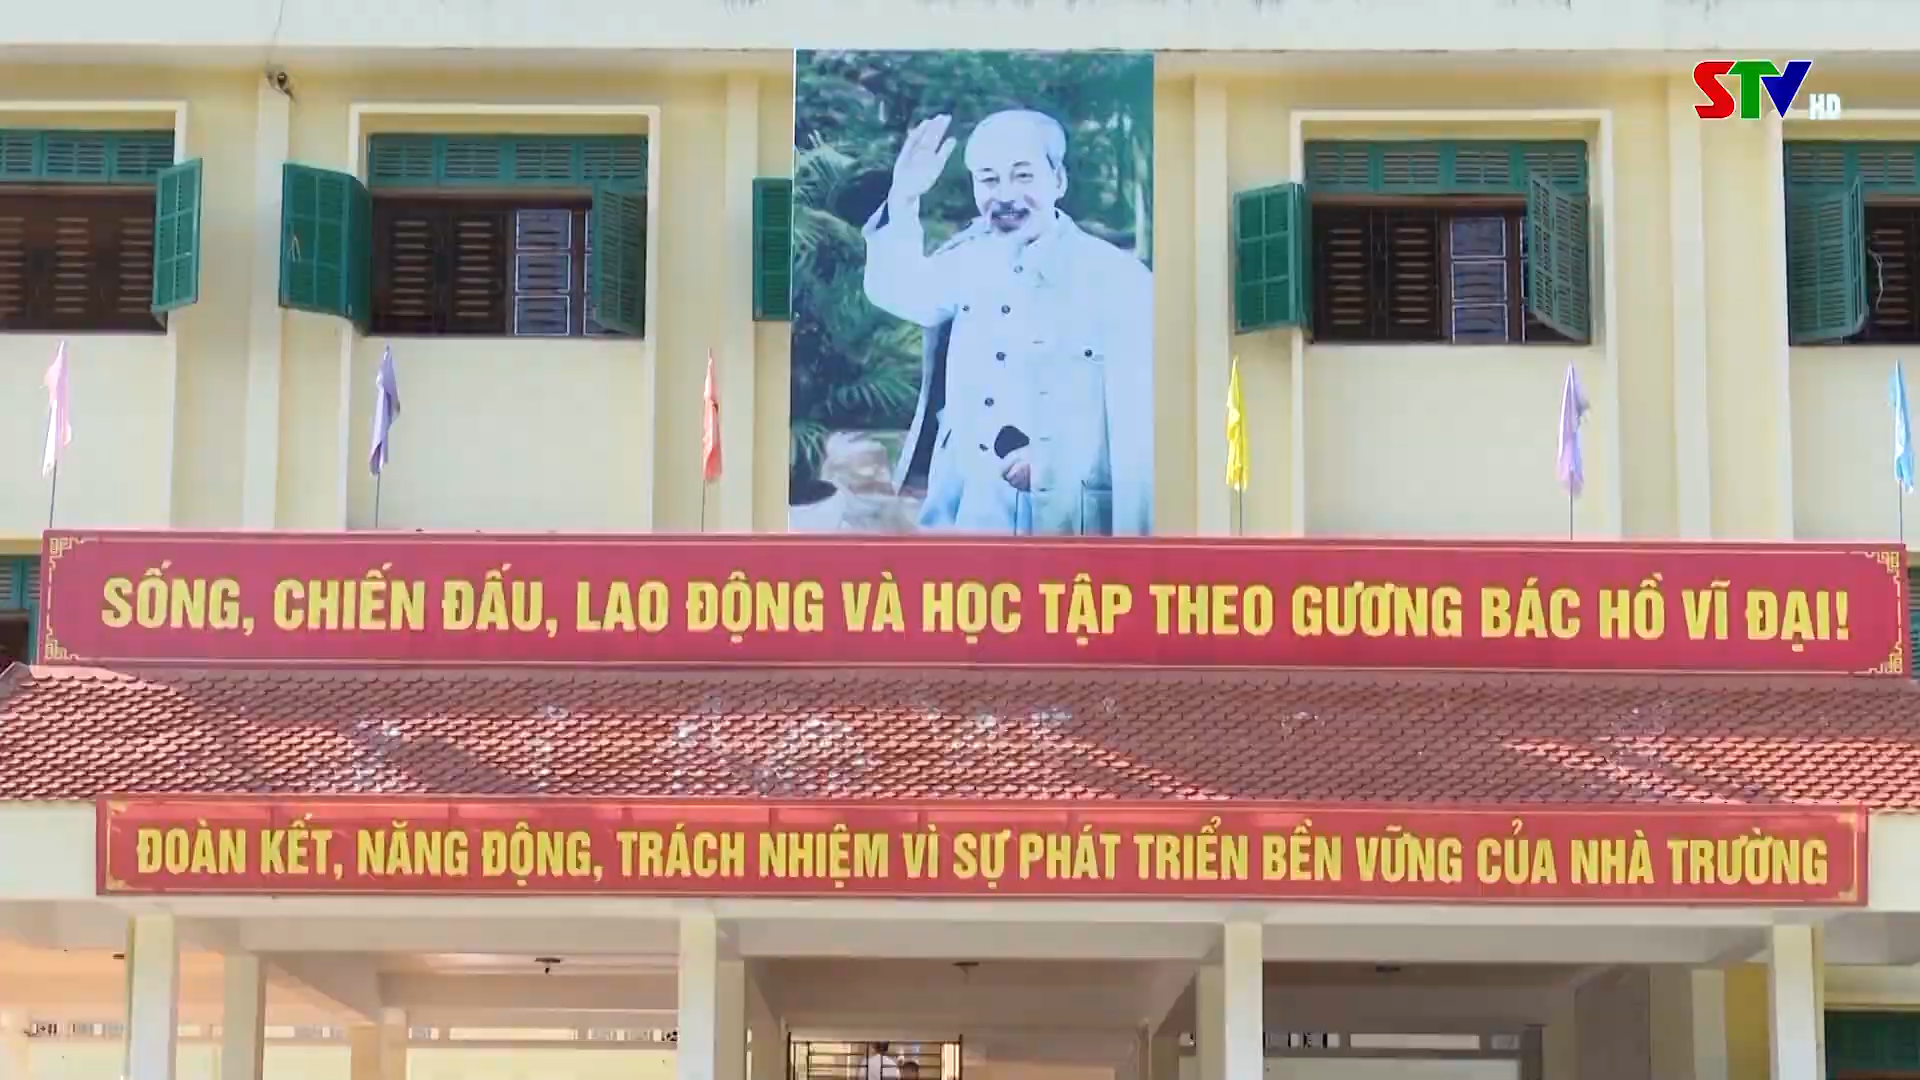 STV HD
SỐNG, CHIẾN ĐẤU, LAO ĐỘNG VÀ HỌC TẬP THEO GƯƠNG BÁC HỒ VĨ ĐẠI!
ĐOÀN KẾT, NĂNG ĐỘNG, TRÁCH NHIỆM VÌ SỰ PHÁT TRIỂN BỀN VỮNG CỦA NHÀ TRƯỜNG